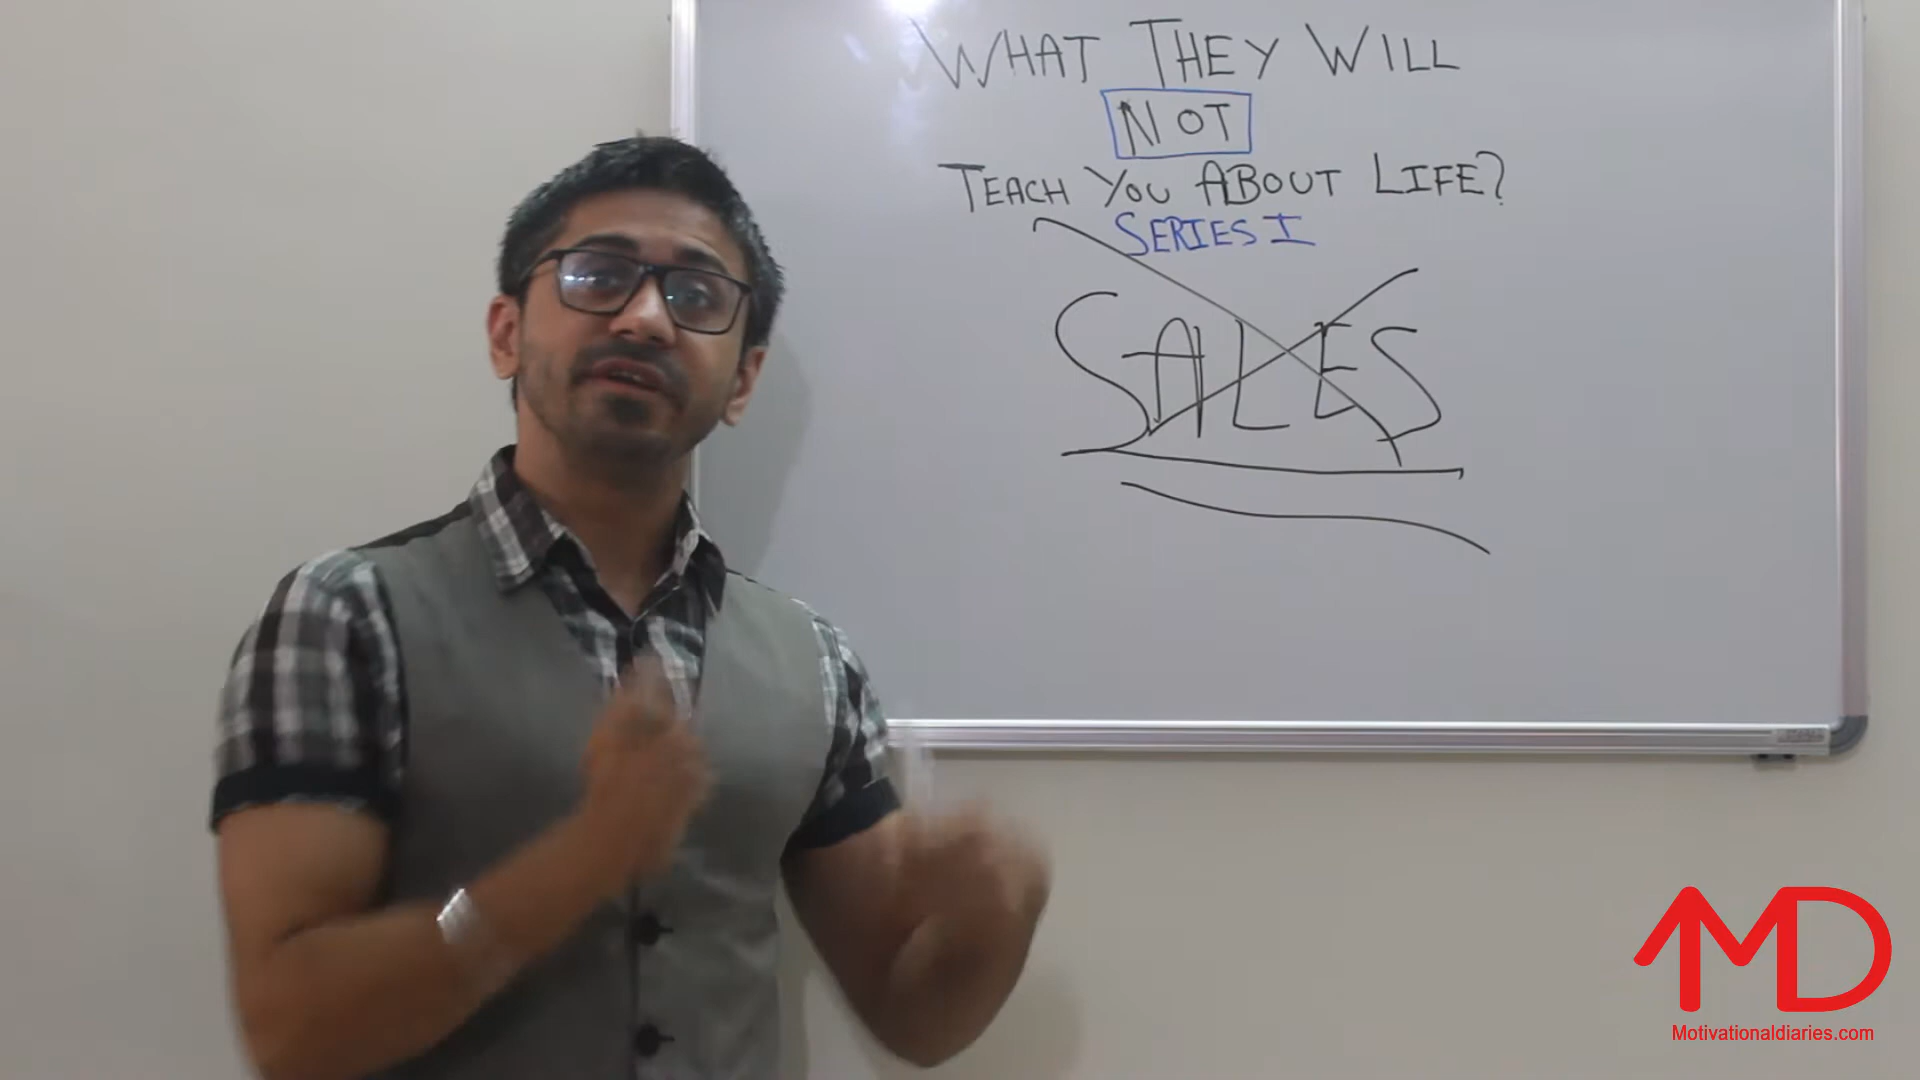 WHAT THEY WILL
NOT
TEACH YOU ABOUT LIFE?
SERIES I
SALES
MD
Motivationaldiaries.com